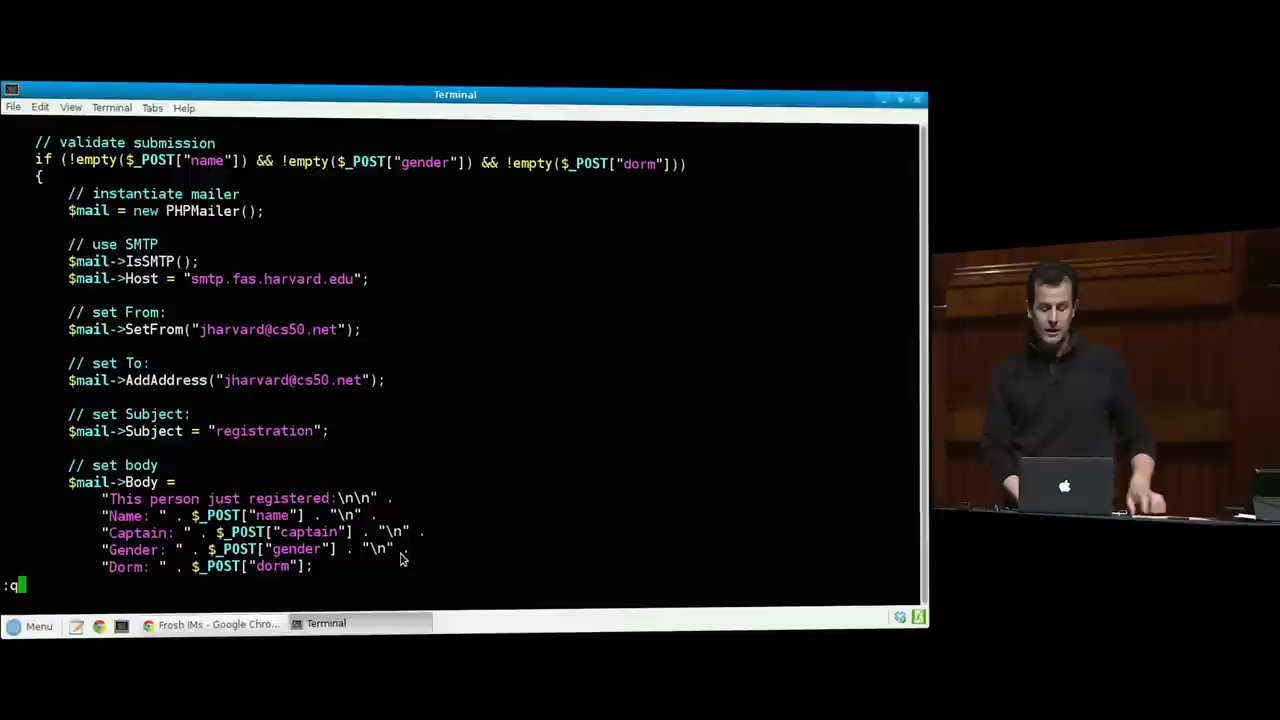 Terminal
File Edit View Terminal Tabs Help
// validate submission
if (!empty($_POST["name"]) && !empty($_POST["gender"]) && !empty($_POST["dorm"]))
{
// instantiate mailer
$mail = new PHPMailer();
// use SMTP
$mail->IsSMTP();
$mail->Host = "smtp.fas.harvard.edu";
// set From:
$mail->SetFrom("jharvard@cs50.net");
// set To:
$mail->AddAddress("jharvard@cs50.net");
// set Subject:
$mail->Subject = "registration";
// set body
$mail->Body =
"This person just registered:\n\n" .
"Name: " . $_POST["name"] . "\n" .
"Captain: " . $_POST["captain"] . "\n" .
"Gender: " . $_POST["gender"] . "\n" .
"Dorm: " . $_POST["dorm"];
:q
Menu Frosh IMs - Google Chro... Terminal